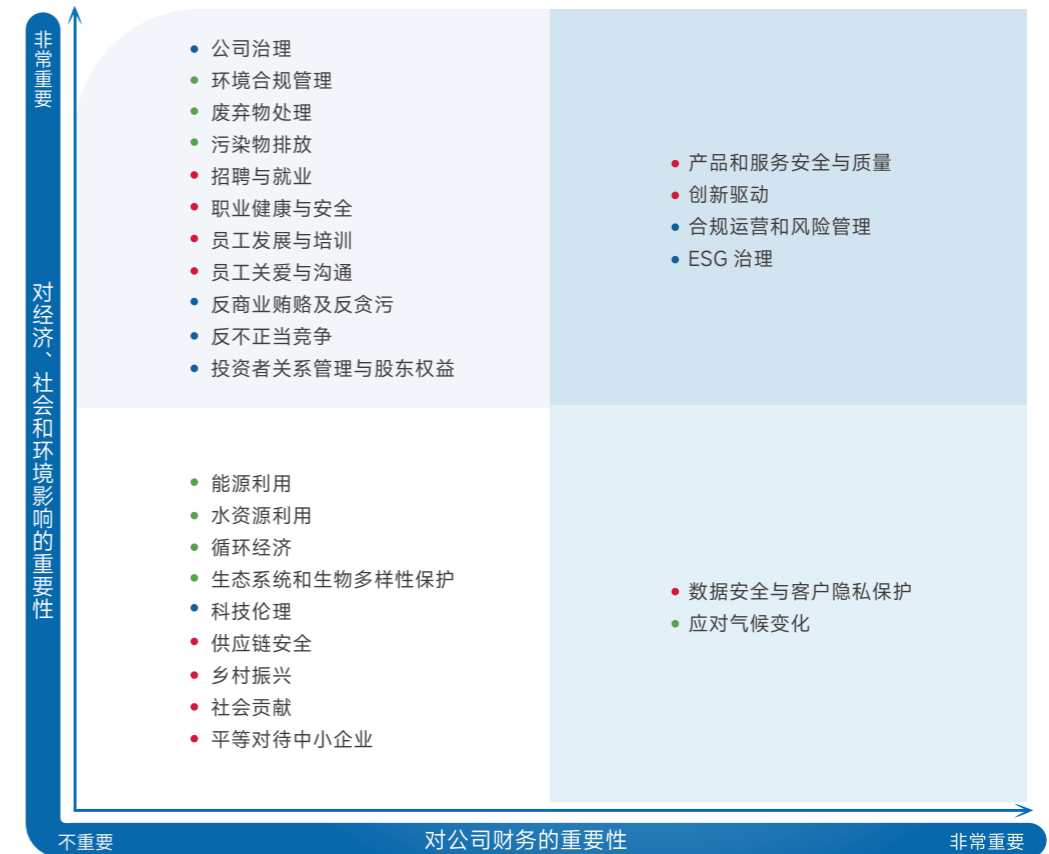 非常重要
对经济、社会和环境影响的重要性
公司治理
环境合规管理
废弃物处理
污染物排放
招聘与就业
职业健康与安全
员工发展与培训
员工关爱与沟通
反商业贿赂及反贪污
反不正当竞争
投资者关系管理与股东权益
产品和服务安全与质量
创新驱动
合规运营和风险管理
ESG 治理
能源利用
水资源利用
循环经济
生态系统和生物多样性保护
科技伦理
供应链安全
乡村振兴
社会贡献
平等对待中小企业
数据安全与客户隐私保护
应对气候变化
不重要
对公司财务的重要性
非常重要